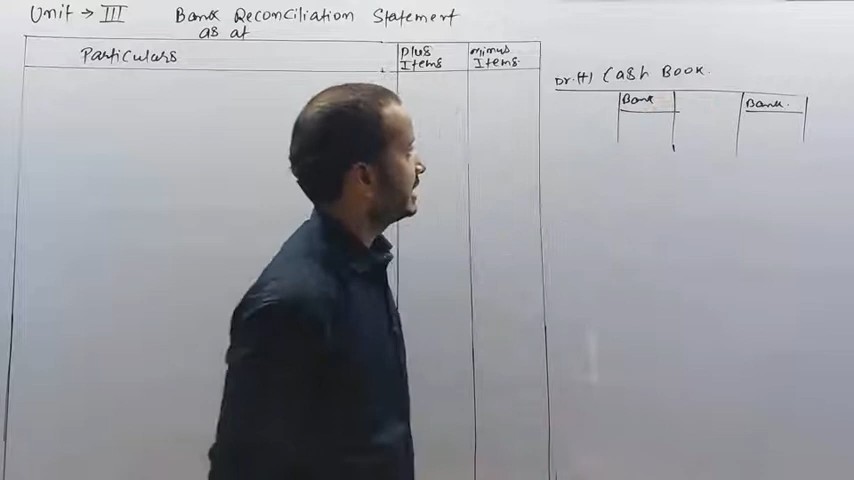 Unit → III Bank Reconciliation Statement
as at
Particulars
Plus Items
Minus Items.
Dr. (+) Cash Book.
Bank
Bank.